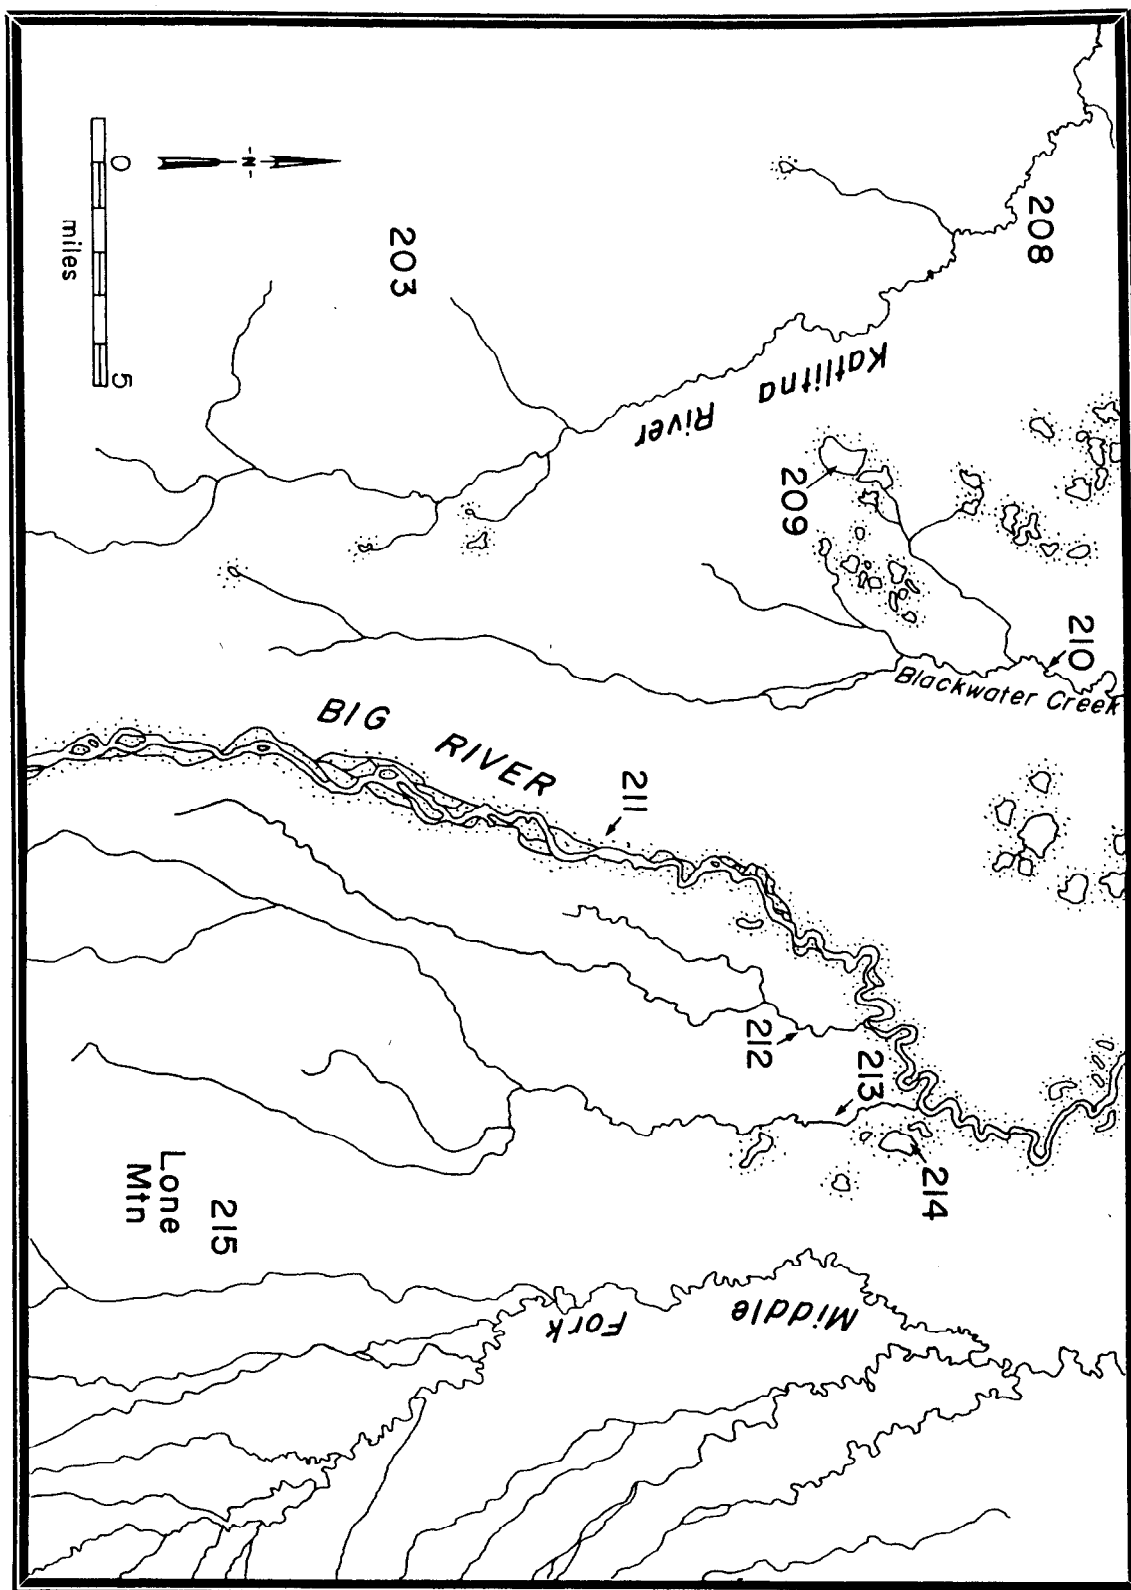 208
203
N
0 5
miles
Katlitna
River
209
210
Blackwater Creek
BIG
RIVER
211
212
213
214
Lone
Mtn
215
Middle
Fork